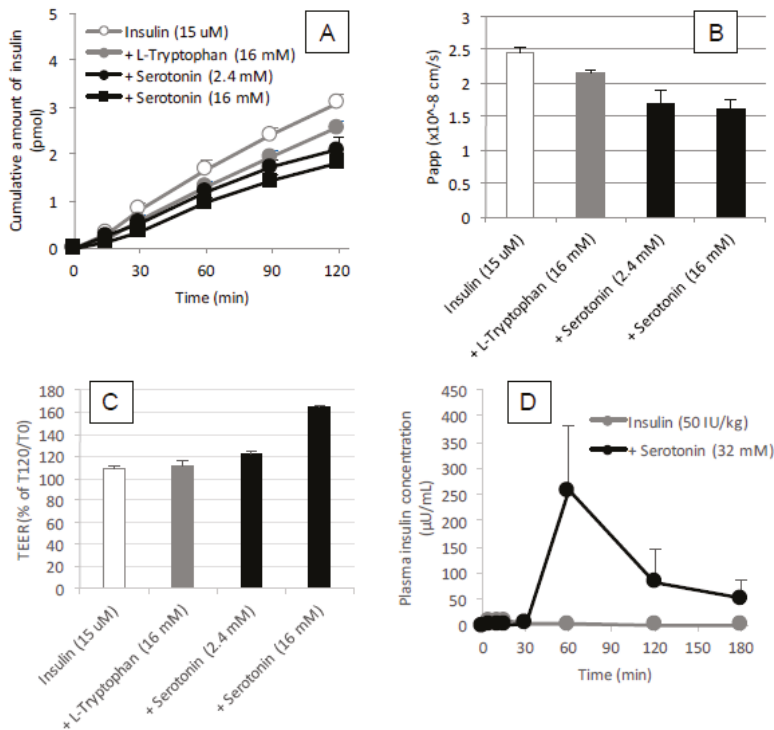 A
Cumulative amount of insulin
(pmol)
5
4
3
2
1
0
Insulin (15 uM)
+ L-Tryptophan (16 mM)
+ Serotonin (2.4 mM)
+ Serotonin (16 mM)
0 30 60 90 120
Time (min)
B
Papp (x10^-8 cm/s)
3
2.5
2
1.5
1
0.5
0
Insulin (15 uM)
+ L-Tryptophan (16 mM)
+ Serotonin (2.4 mM)
+ Serotonin (16 mM)
C
TEER (% of T120/T0)
180
160
140
120
100
80
60
40
20
0
Insulin (15 uM)
+ L-Tryptophan (16 mM)
+ Serotonin (2.4 mM)
+ Serotonin (16 mM)
D
Plasma insulin concentration
(μU/mL)
450
400
350
300
250
200
150
100
50
0
Insulin (50 IU/kg)
+ Serotonin (32 mM)
0 30 60 90 120 150 180
Time (min)